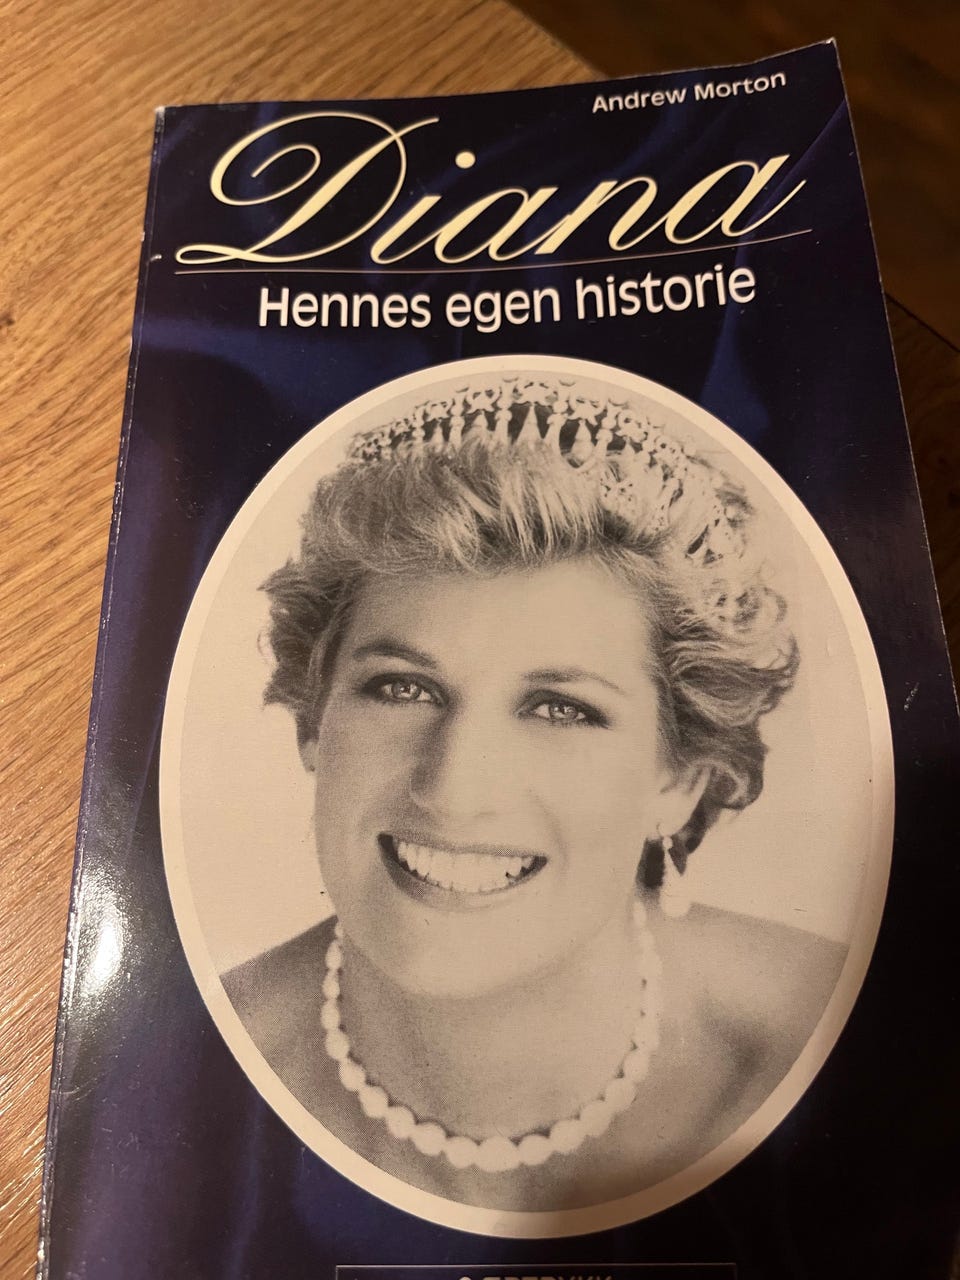 Andrew Morton
Diana
Hennes egen historie